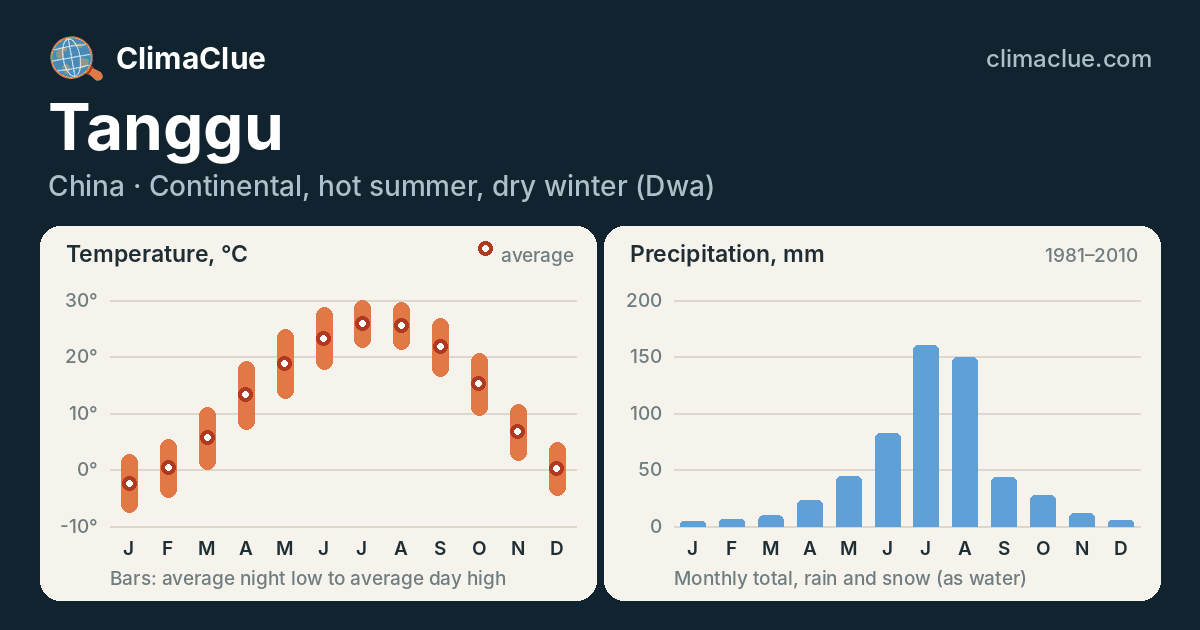 ClimaClue
climaclue.com
Tanggu
China · Continental, hot summer, dry winter (Dwa)
Temperature, °C
average
30°
20°
10°
0°
-10°
J F M A M J J A S O N D
Bars: average night low to average day high
Precipitation, mm
1981–2010
200
150
100
50
0
J F M A M J J A S O N D
Monthly total, rain and snow (as water)